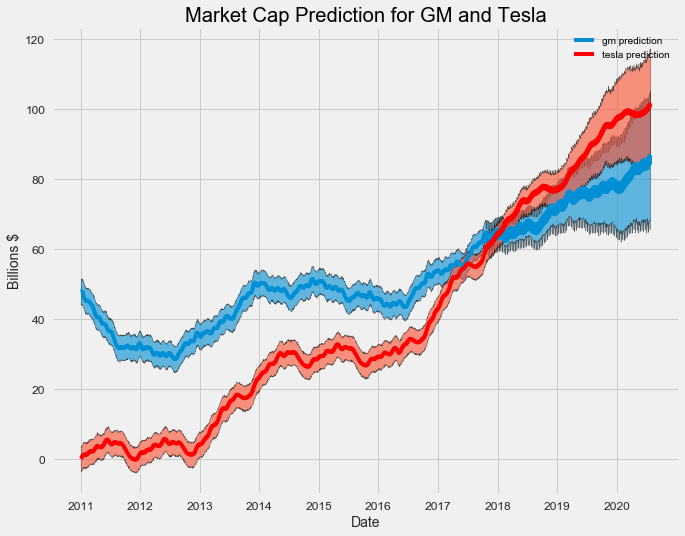 Market Cap Prediction for GM and Tesla
gm prediction
tesla prediction
120
100
80
60
40
20
0
Billions $
2011 2012 2013 2014 2015 2016 2017 2018 2019 2020
Date